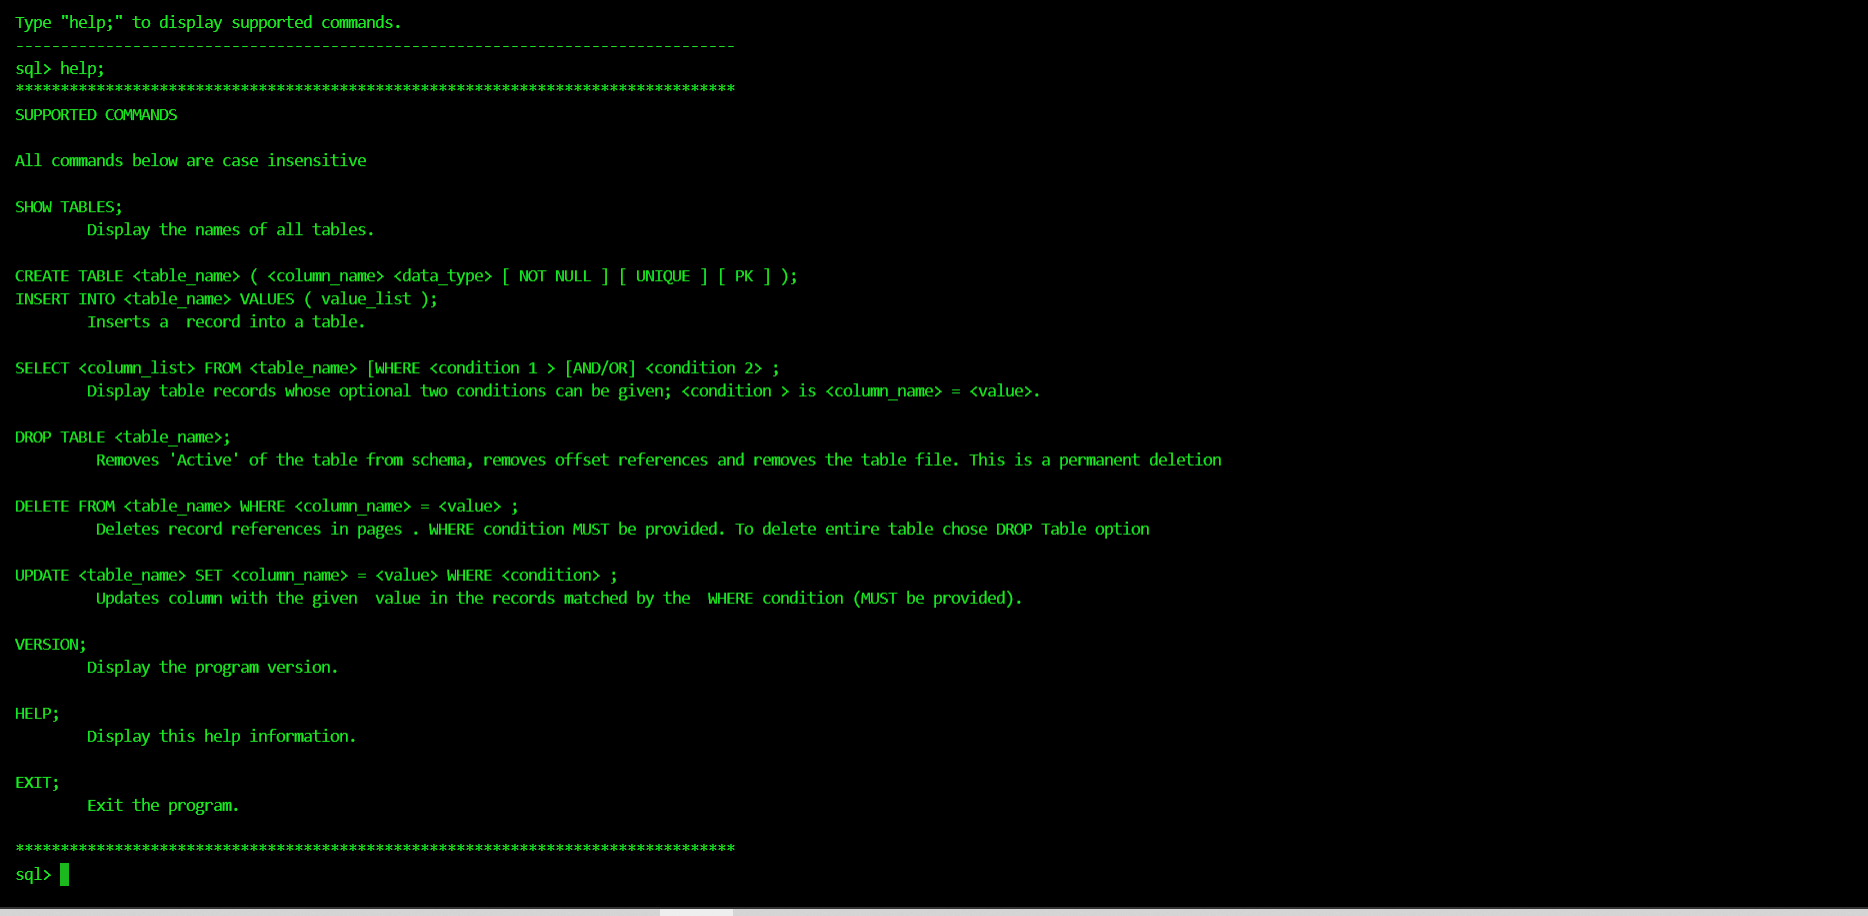 Type "help;" to display supported commands.
--------------------------------------------------------------------------------
sql> help;
********************************************************************************
SUPPORTED COMMANDS
All commands below are case insensitive
SHOW TABLES;
        Display the names of all tables.
CREATE TABLE <table_name> ( <column_name> <data_type> [ NOT NULL ] [ UNIQUE ] [ PK ] );
INSERT INTO <table_name> VALUES ( value_list );
        Inserts a  record into a table.
SELECT <column_list> FROM <table_name> [WHERE <condition 1 > [AND/OR] <condition 2> ;
        Display table records whose optional two conditions can be given; <condition > is <column_name> = <value>.
DROP TABLE <table_name>;
         Removes 'Active' of the table from schema, removes offset references and removes the table file. This is a permanent deletion
DELETE FROM <table_name> WHERE <column_name> = <value> ;
         Deletes record references in pages . WHERE condition MUST be provided. To delete entire table chose DROP Table option
UPDATE <table_name> SET <column_name> = <value> WHERE <condition> ;
         Updates column with the given  value in the records matched by the  WHERE condition (MUST be provided).
VERSION;
        Display the program version.
HELP;
        Display this help information.
EXIT;
        Exit the program.
********************************************************************************
sql>